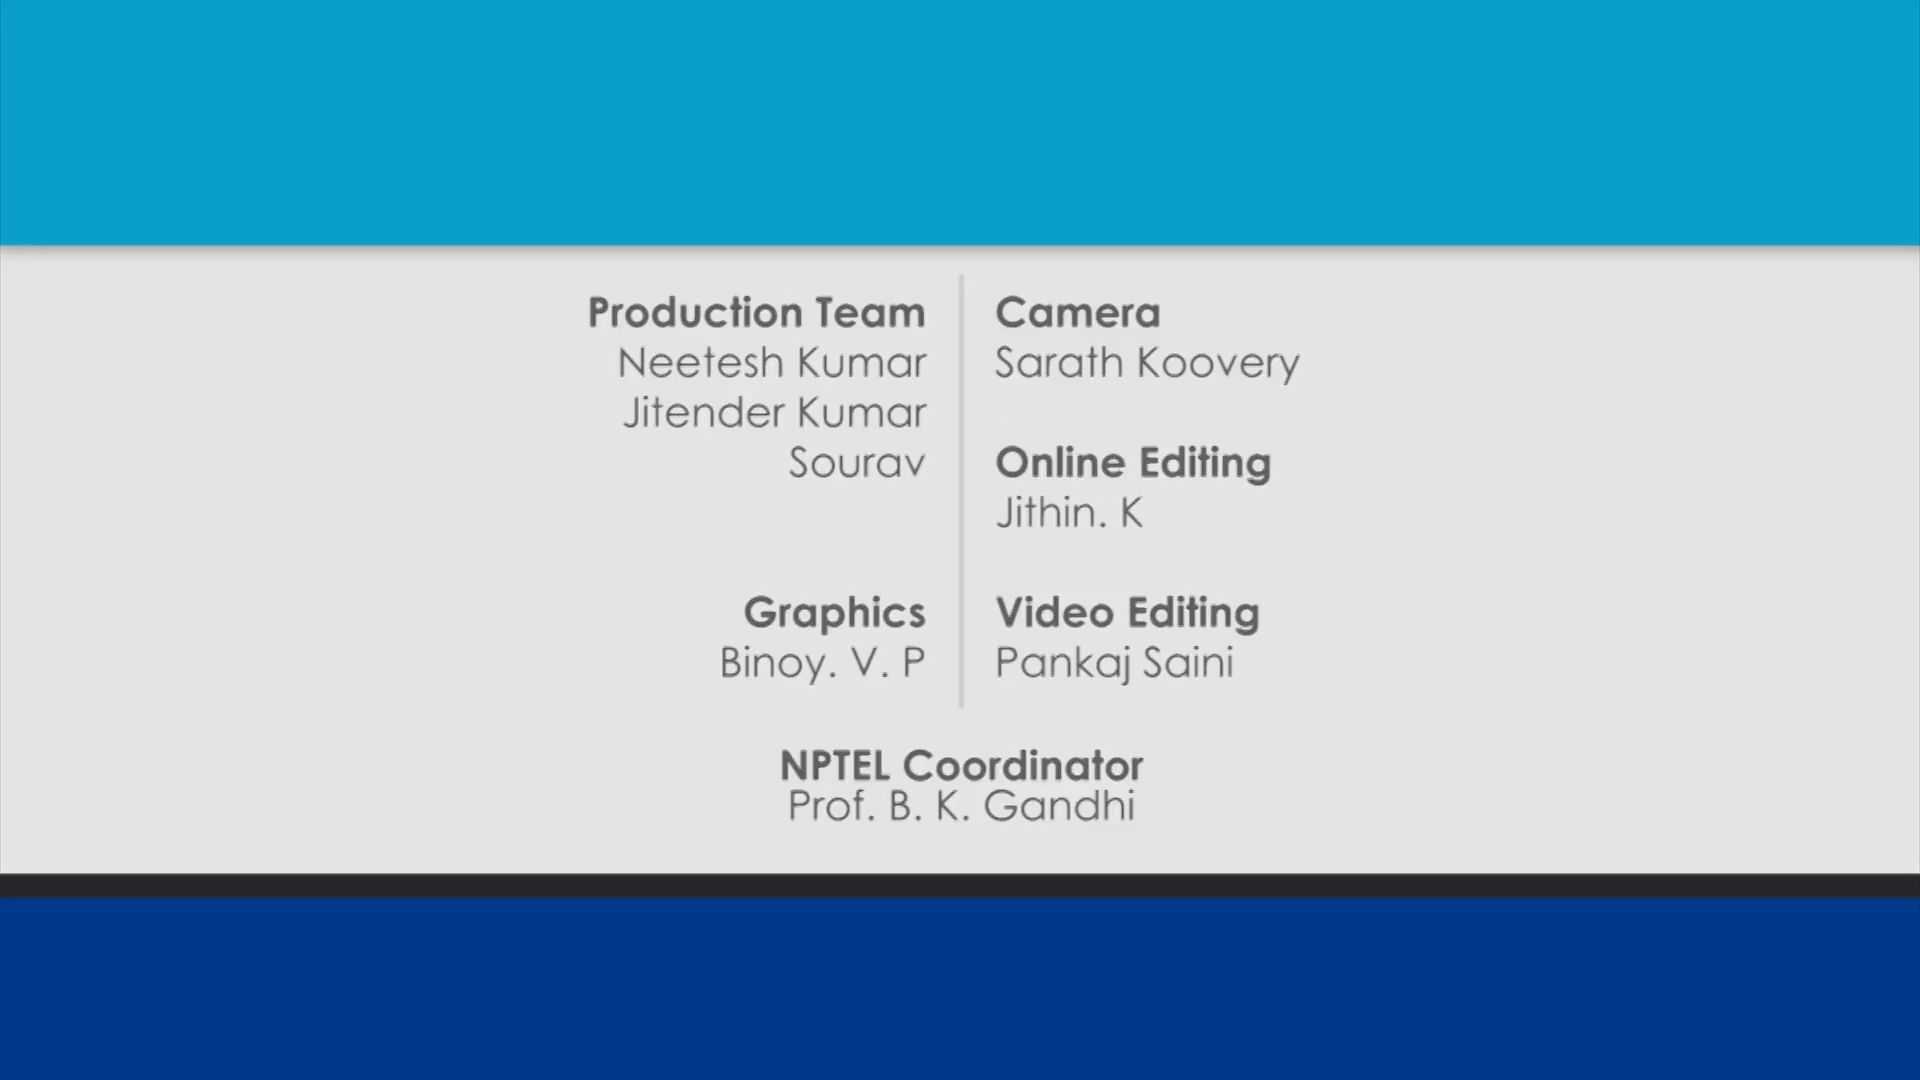 Production Team
Neetesh Kumar
Jitender Kumar
Sourav
Graphics
Binoy. V. P
Camera
Sarath Koovery
Online Editing
Jithin. K
Video Editing
Pankaj Saini
NPTEL Coordinator
Prof. B. K. Gandhi